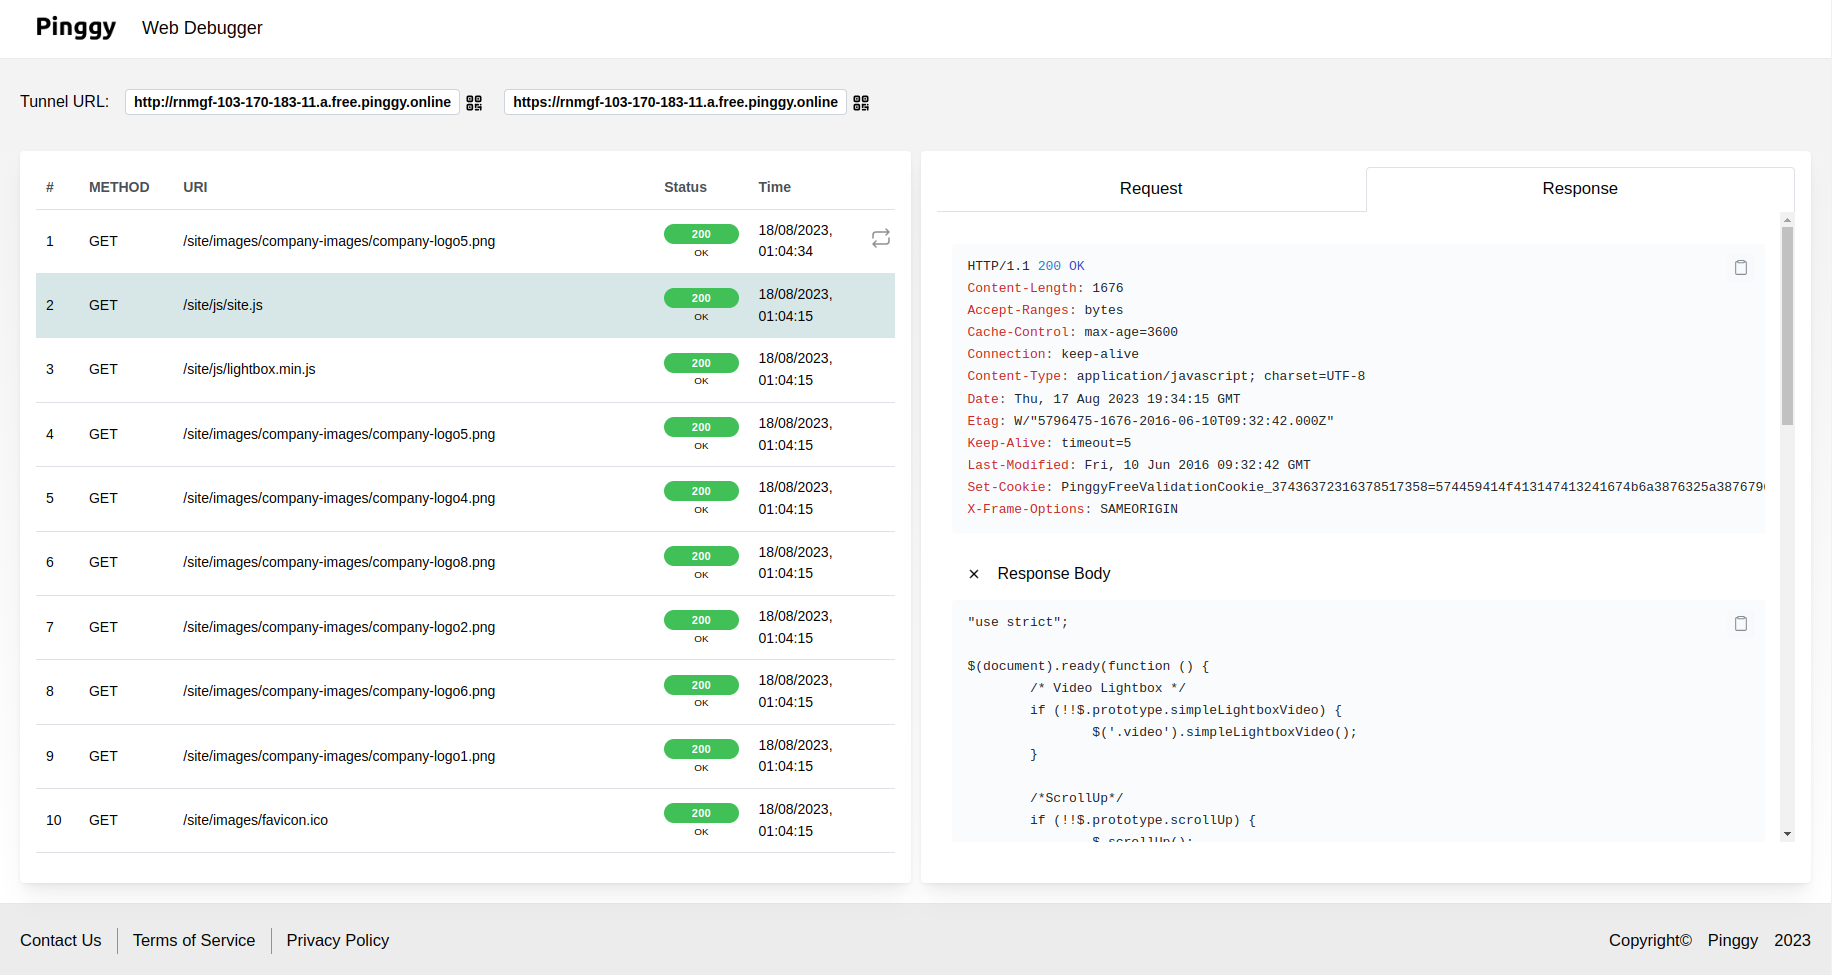 Pinggy Web Debugger
Tunnel URL: http://rnmgf-103-170-183-11.a.free.pinggy.online https://rnmgf-103-170-183-11.a.free.pinggy.online
# METHOD URI Status Time
1 GET /site/images/company-images/company-logo5.png 200 OK 18/08/2023, 01:04:34
2 GET /site/js/site.js 200 OK 18/08/2023, 01:04:15
3 GET /site/js/lightbox.min.js 200 OK 18/08/2023, 01:04:15
4 GET /site/images/company-images/company-logo5.png 200 OK 18/08/2023, 01:04:15
5 GET /site/images/company-images/company-logo4.png 200 OK 18/08/2023, 01:04:15
6 GET /site/images/company-images/company-logo8.png 200 OK 18/08/2023, 01:04:15
7 GET /site/images/company-images/company-logo2.png 200 OK 18/08/2023, 01:04:15
8 GET /site/images/company-images/company-logo6.png 200 OK 18/08/2023, 01:04:15
9 GET /site/images/company-images/company-logo1.png 200 OK 18/08/2023, 01:04:15
10 GET /site/images/favicon.ico 200 OK 18/08/2023, 01:04:15
Request Response
HTTP/1.1 200 OK
Content-Length: 1676
Accept-Ranges: bytes
Cache-Control: max-age=3600
Connection: keep-alive
Content-Type: application/javascript; charset=UTF-8
Date: Thu, 17 Aug 2023 19:34:15 GMT
Etag: W/"5796475-1676-2016-06-10T09:32:42.000Z"
Keep-Alive: timeout=5
Last-Modified: Fri, 10 Jun 2016 09:32:42 GMT
Set-Cookie: PinggyFreeValidationCookie_37436372316378517358=574459414f413147413241674b6a3876325a387679
X-Frame-Options: SAMEORIGIN
Response Body
"use strict";
$(document).ready(function () {
/* Video Lightbox */
if (!!$.prototype.simpleLightboxVideo) {
$('.video').simpleLightboxVideo();
}
/*ScrollUp*/
if (!!$.prototype.scrollUp) {
$.scrollUp();
Contact Us Terms of Service Privacy Policy
Copyright© Pinggy 2023